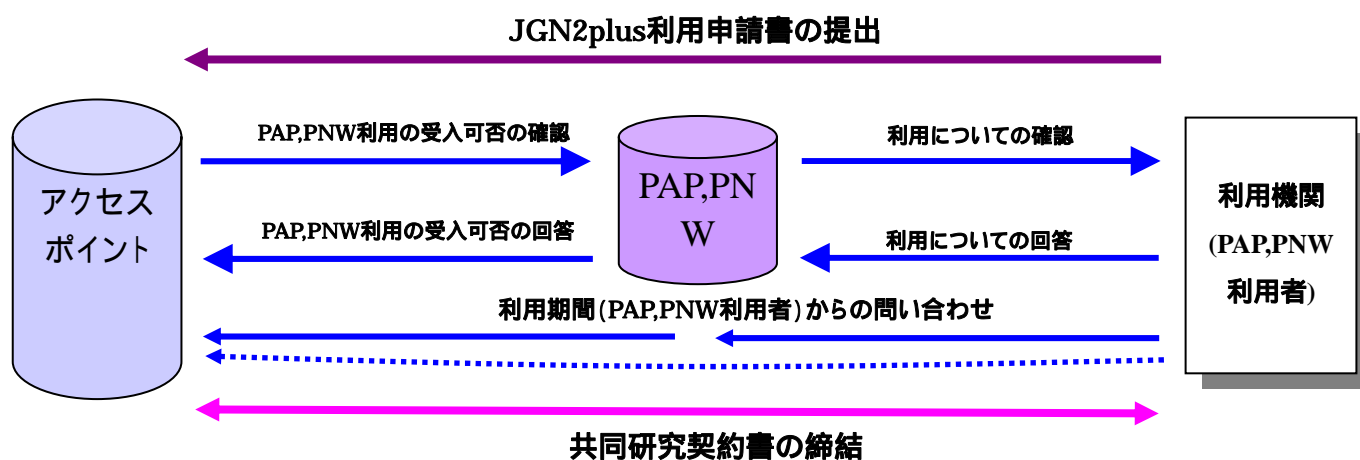 JGN2plus利用申請書の提出
PAP,PNW利用の受入可否の確認
利用についての確認
アクセス
ポイント
PAP,PN
W
利用機関
(PAP,PNW
利用者)
PAP,PNW利用の受入可否の回答
利用についての回答
利用期間(PAP,PNW利用者)からの問い合わせ
共同研究契約書の締結